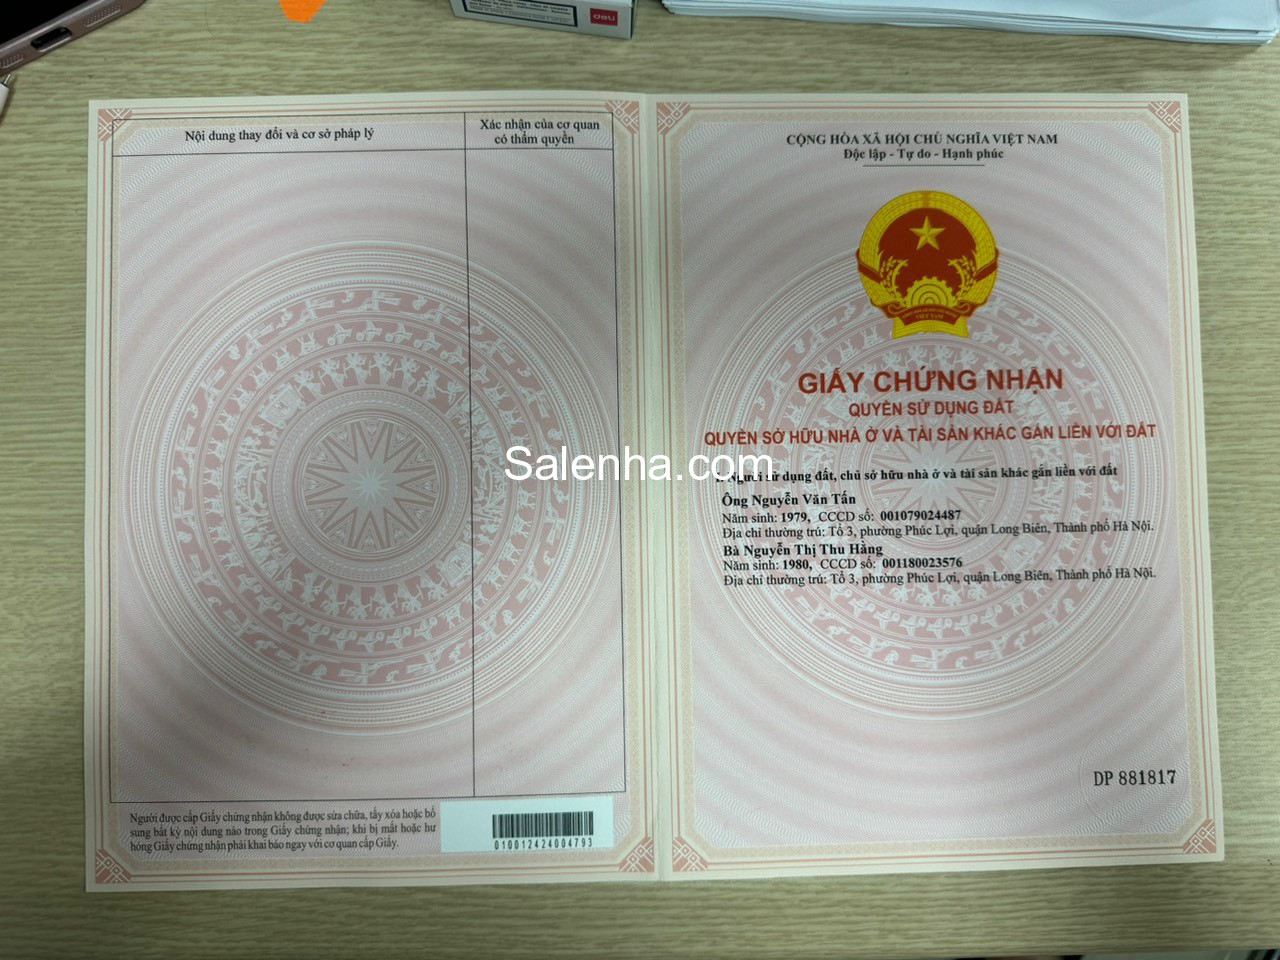 deli
Nội dung thay đổi và cơ sở pháp lý
Xác nhận của cơ quan
có thẩm quyền
Người được cấp Giấy chứng nhận không được sửa chữa, tẩy xóa hoặc bổ
sung bất kỳ nội dung nào trong Giấy chứng nhận; khi bị mất hoặc hư
hỏng Giấy chứng nhận phải khai báo ngay với cơ quan cấp Giấy.
010012424004793
CỘNG HÒA XÃ HỘI CHỦ NGHĨA VIỆT NAM
Độc lập - Tự do - Hạnh phúc
VIỆT NAM
GIẤY CHỨNG NHẬN
QUYỀN SỬ DỤNG ĐẤT
QUYỀN SỞ HỮU NHÀ Ở VÀ TÀI SẢN KHÁC GẮN LIỀN VỚI ĐẤT
Salenha.com
I. Người sử dụng đất, chủ sở hữu nhà ở và tài sản khác gắn liền với đất
Ông Nguyễn Văn Tấn
Năm sinh: 1979, CCCD số: 001079024487
Địa chỉ thường trú: Tổ 3, phường Phúc Lợi, quận Long Biên, Thành phố Hà Nội.
Bà Nguyễn Thị Thu Hằng
Năm sinh: 1980, CCCD số: 001180023576
Địa chỉ thường trú: Tổ 3, phường Phúc Lợi, quận Long Biên, Thành phố Hà Nội.
DP 881817